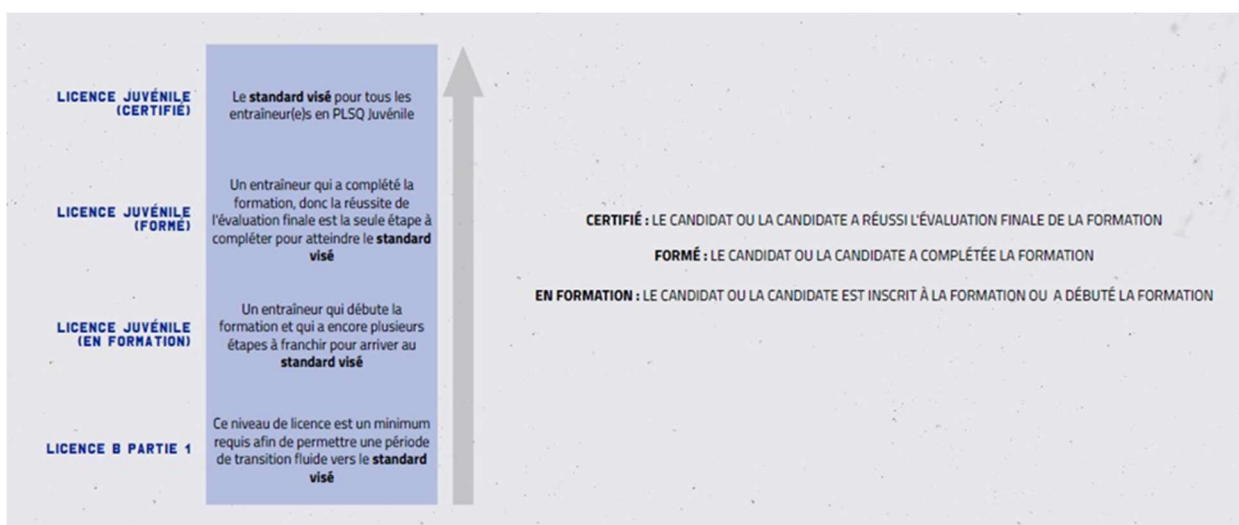 LICENCE JUVÉNILE
(CERTIFIÉ)
Le standard visé pour tous les
entraîneur(e)s en PLSQ Juvénile
LICENCE JUVÉNILE
(FORMÉ)
Un entraîneur qui a complété la
formation, donc la réussite de
l'évaluation finale est la seule étape à
compléter pour atteindre le standard
visé
LICENCE JUVÉNILE
(EN FORMATION)
Un entraîneur qui débute la
formation et qui a encore plusieurs
étapes à franchir pour arriver au
standard visé
LICENCE B PARTIE 1
Ce niveau de licence est un minimum
requis afin de permettre une période
de transition fluide vers le standard
visé
CERTIFIÉ : LE CANDIDAT OU LA CANDIDATE A RÉUSSI L'ÉVALUATION FINALE DE LA FORMATION
FORMÉ : LE CANDIDAT OU LA CANDIDATE A COMPLÉTÉE LA FORMATION
EN FORMATION : LE CANDIDAT OU LA CANDIDATE EST INSCRIT À LA FORMATION OU A DÉBUTÉ LA FORMATION